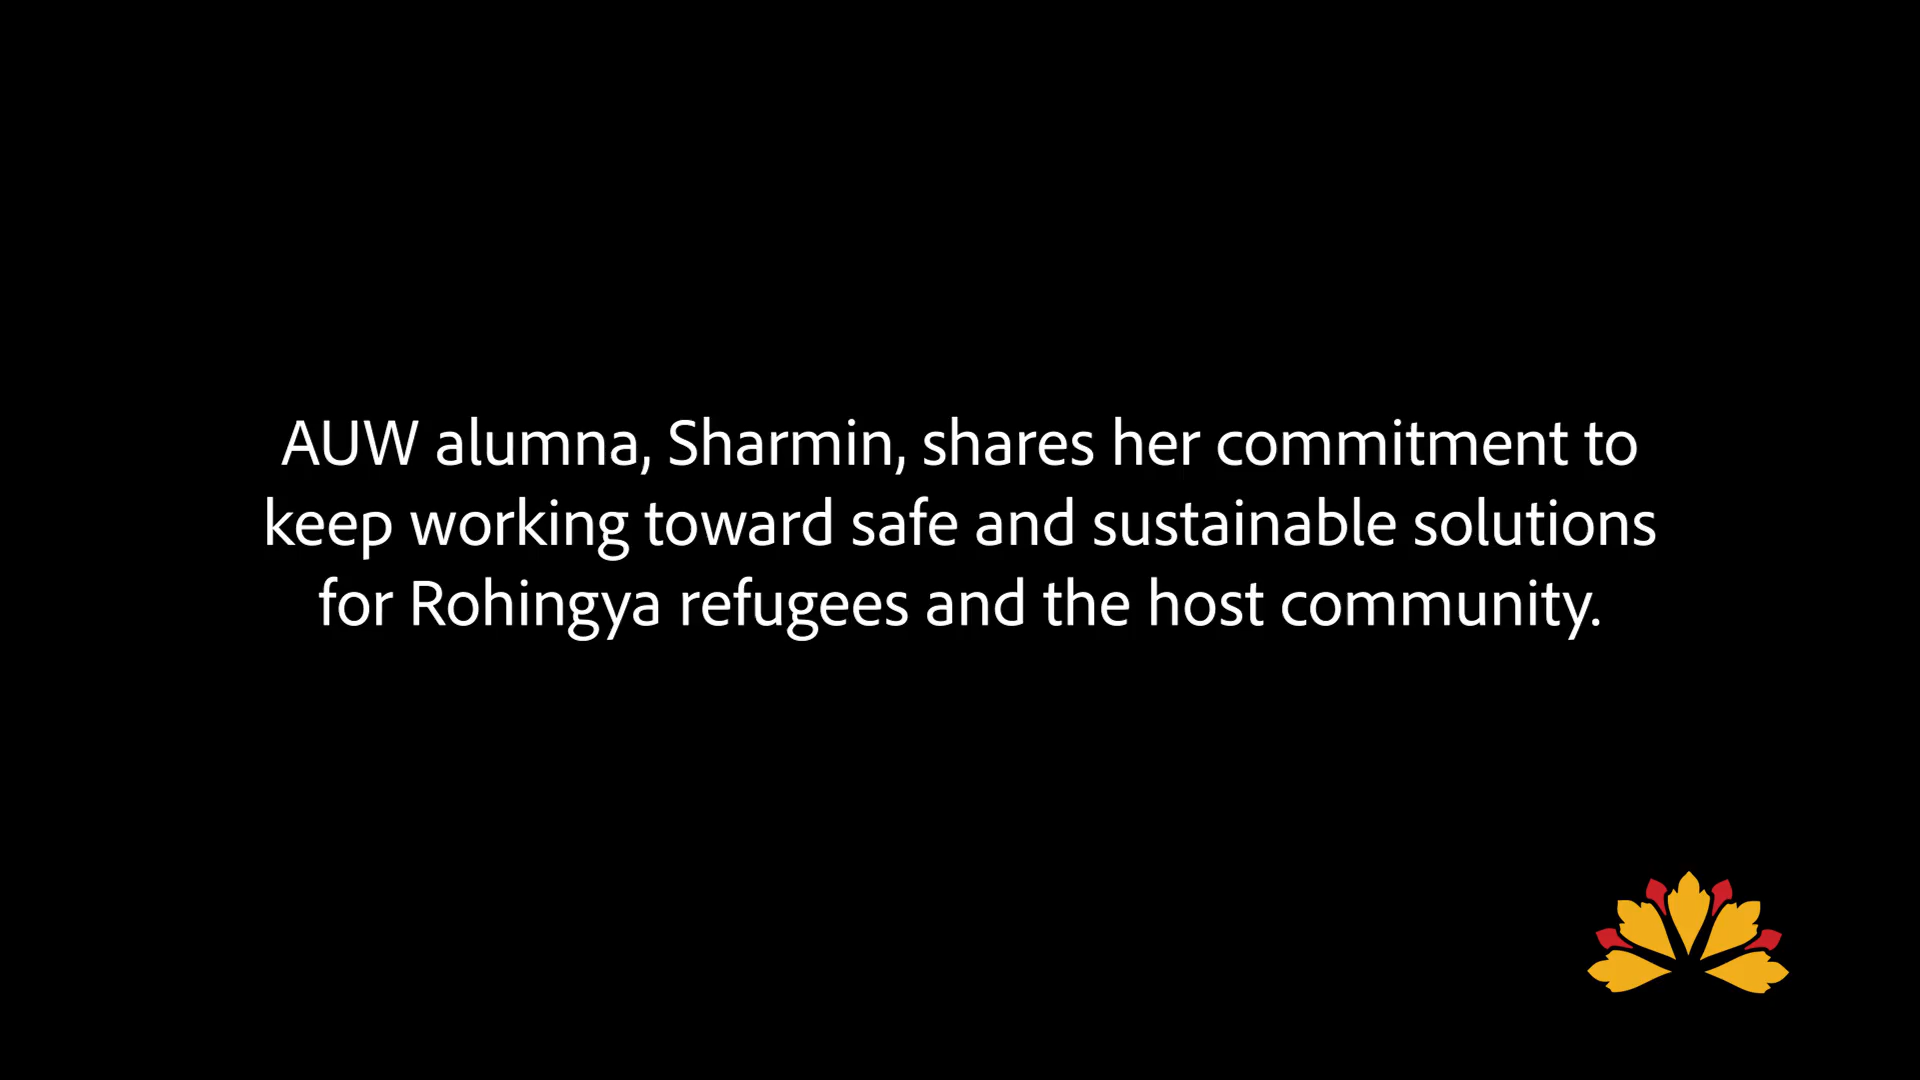 AUW alumna, Sharmin, shares her commitment to
keep working toward safe and sustainable solutions
for Rohingya refugees and the host community.